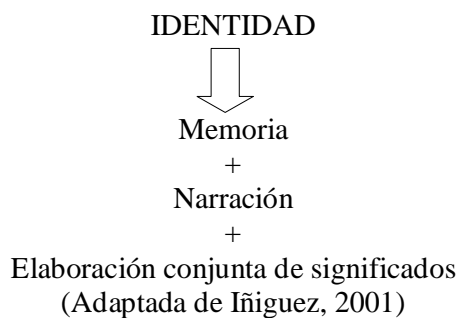 IDENTIDAD
Memoria
+
Narración
+
Elaboración conjunta de significados
(Adaptada de Iñiguez, 2001)